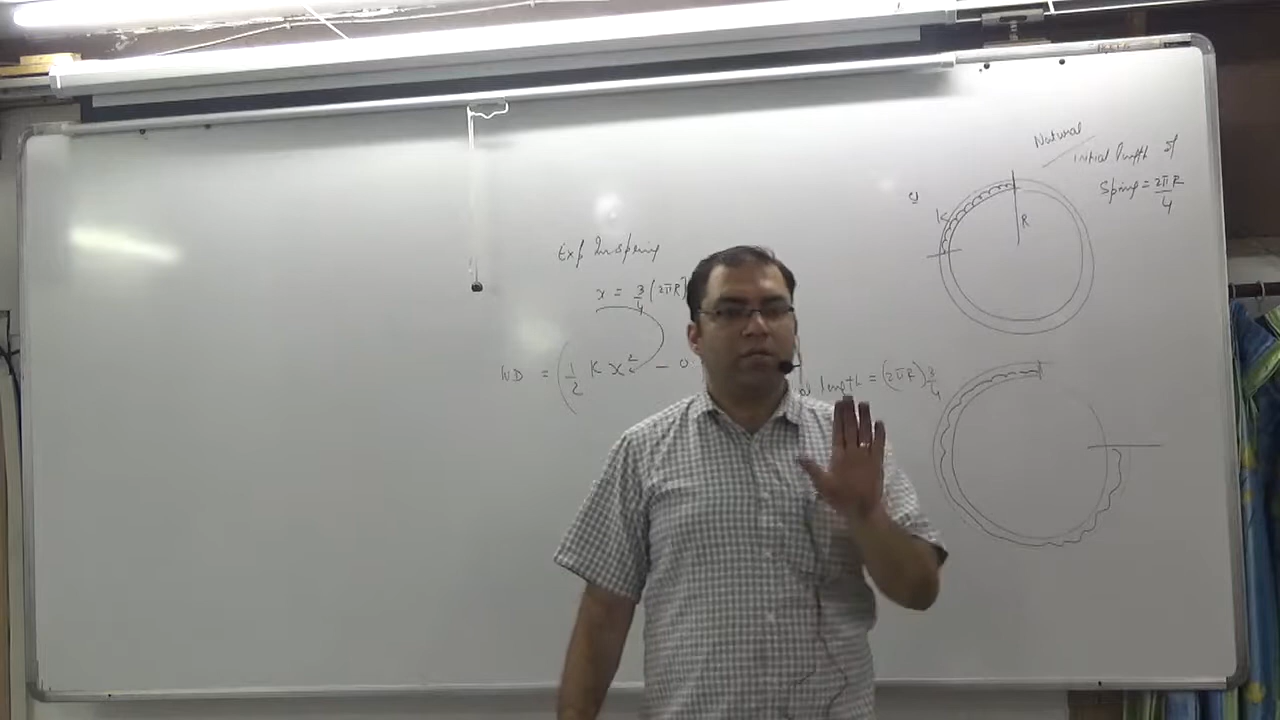 Natural
initial length of
Spring = 2πR/4
K
R
Exp In spring
x = 3/4 (2πR)
WD = (1/2 K x² - 0
length = (2πR) 3/4